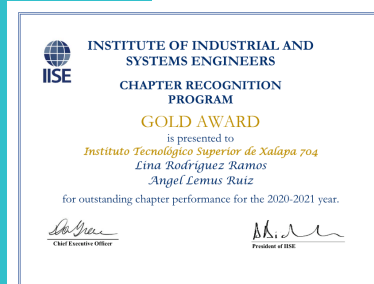 INSTITUTE OF INDUSTRIAL AND
SYSTEMS ENGINEERS
IISE
CHAPTER RECOGNITION
PROGRAM
GOLD AWARD
is presented to
Instituto Tecnológico Superior de Xalapa 704
Lina Rodríguez Ramos
Angel Lemus Ruiz
for outstanding chapter performance for the 2020-2021 year.
Chief Executive Officer
President of IISE